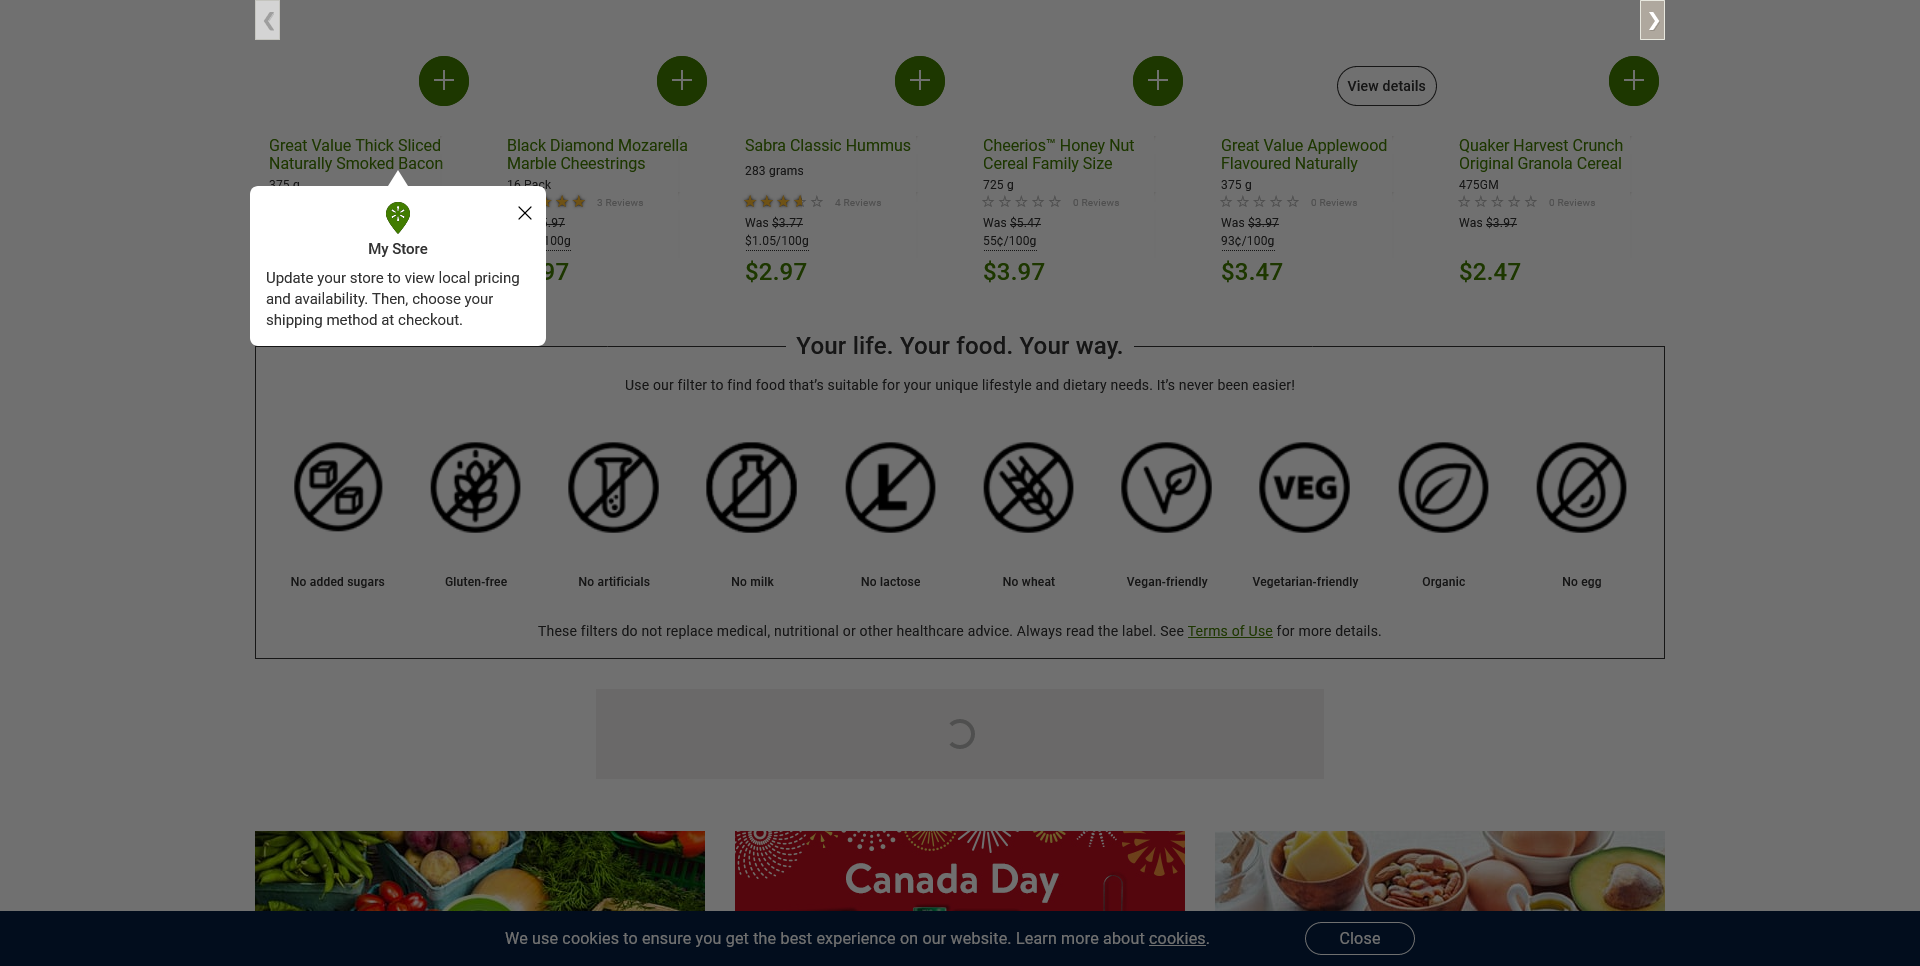 ❮
❯
View details
Great Value Thick Sliced
Naturally Smoked Bacon
375 g
Black Diamond Mozarella
Marble Cheestrings
16 Pack
3 Reviews
.97
100g
97
Sabra Classic Hummus
283 grams
4 Reviews
Was $3.77
$1.05/100g
$2.97
Cheerios™ Honey Nut
Cereal Family Size
725 g
0 Reviews
Was $5.47
55¢/100g
$3.97
Great Value Applewood
Flavoured Naturally
375 g
0 Reviews
Was $3.97
93¢/100g
$3.47
Quaker Harvest Crunch
Original Granola Cereal
475GM
0 Reviews
Was $3.97
$2.47
My Store
Update your store to view local pricing
and availability. Then, choose your
shipping method at checkout.
Your life. Your food. Your way.
Use our filter to find food that’s suitable for your unique lifestyle and dietary needs. It’s never been easier!
L
VEG
No added sugars
Gluten-free
No artificials
No milk
No lactose
No wheat
Vegan-friendly
Vegetarian-friendly
Organic
No egg
These filters do not replace medical, nutritional or other healthcare advice. Always read the label. See Terms of Use for more details.
Canada Day
We use cookies to ensure you get the best experience on our website. Learn more about cookies.
Close